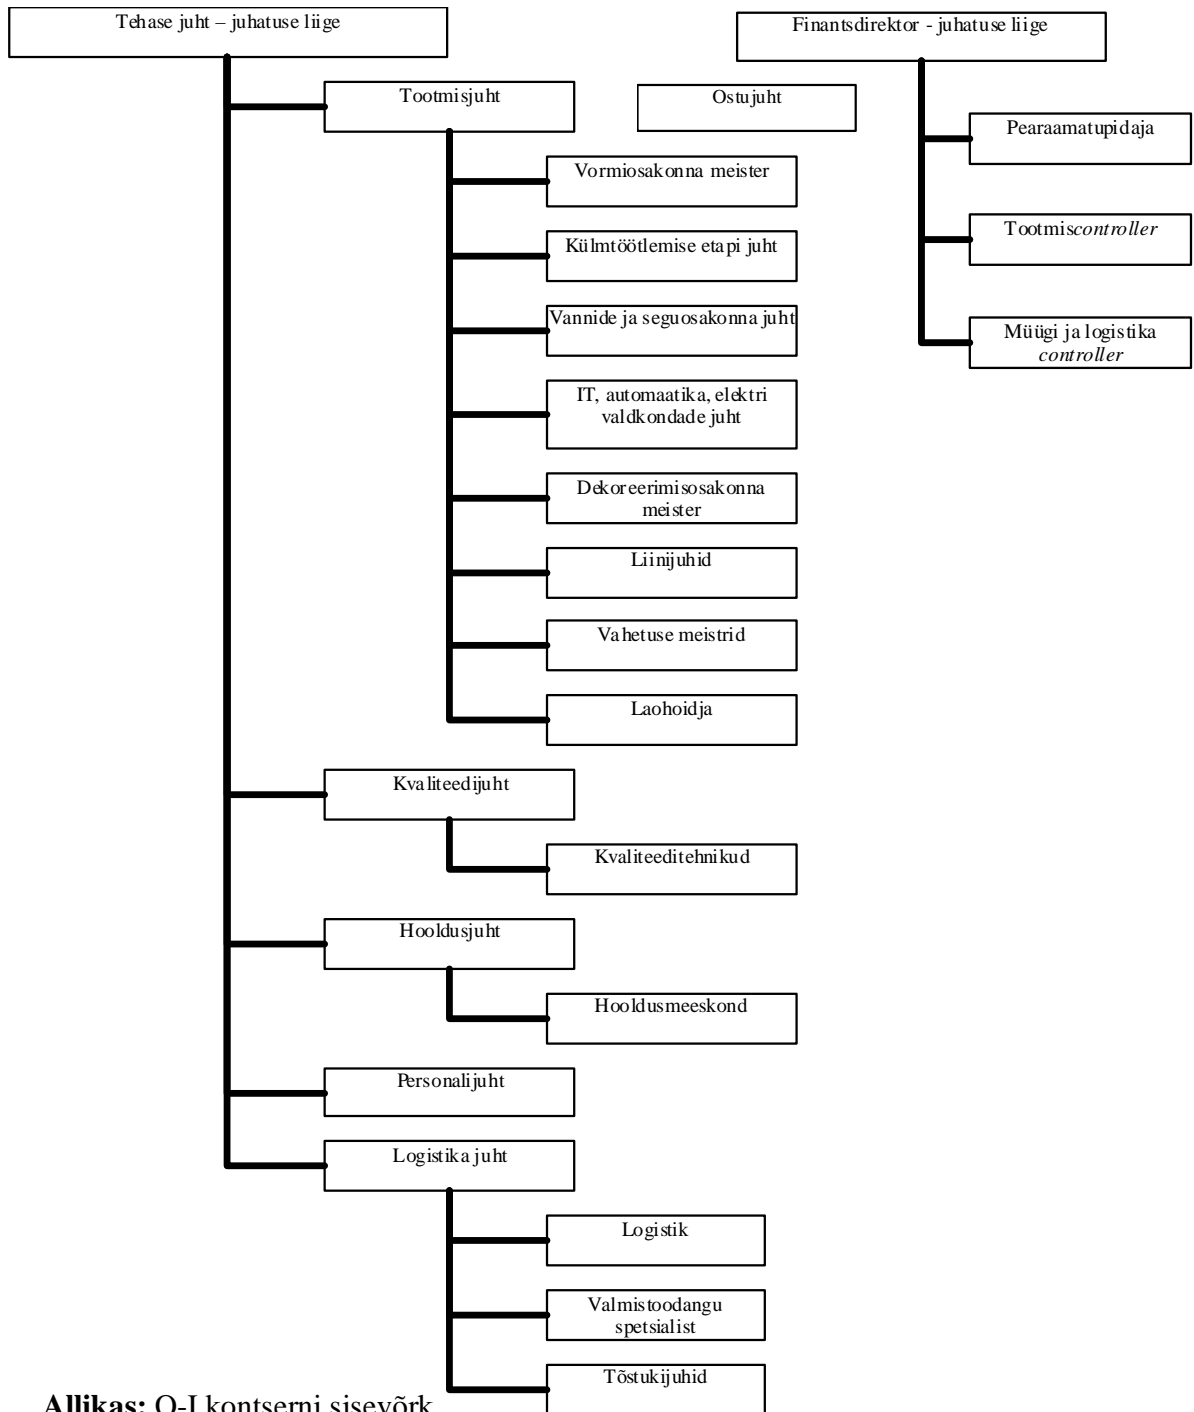 Tehase juht – juhatuse liige
Finantsdirektor - juhatuse liige
Tootmisjuht
Ostujuht
Pearaamatupidaja
Vormiosakonna meister
Tootmiscontroller
Külmtöötlemise etapi juht
Vannide ja seguosakonna juht
Müügi ja logistika
controller
IT, automaatika, elektri
valdkondade juht
Dekoreerimisosakonna
meister
Liinijuhid
Vahetuse meistrid
Laohoidja
Kvaliteedijuht
Kvaliteeditehnikud
Hooldusjuht
Hooldusmeeskond
Personalijuht
Logistika juht
Logistik
Valmistoodangu
spetsialist
Tõstukijuhid
Allikas: O-I kontserni sisevõrk